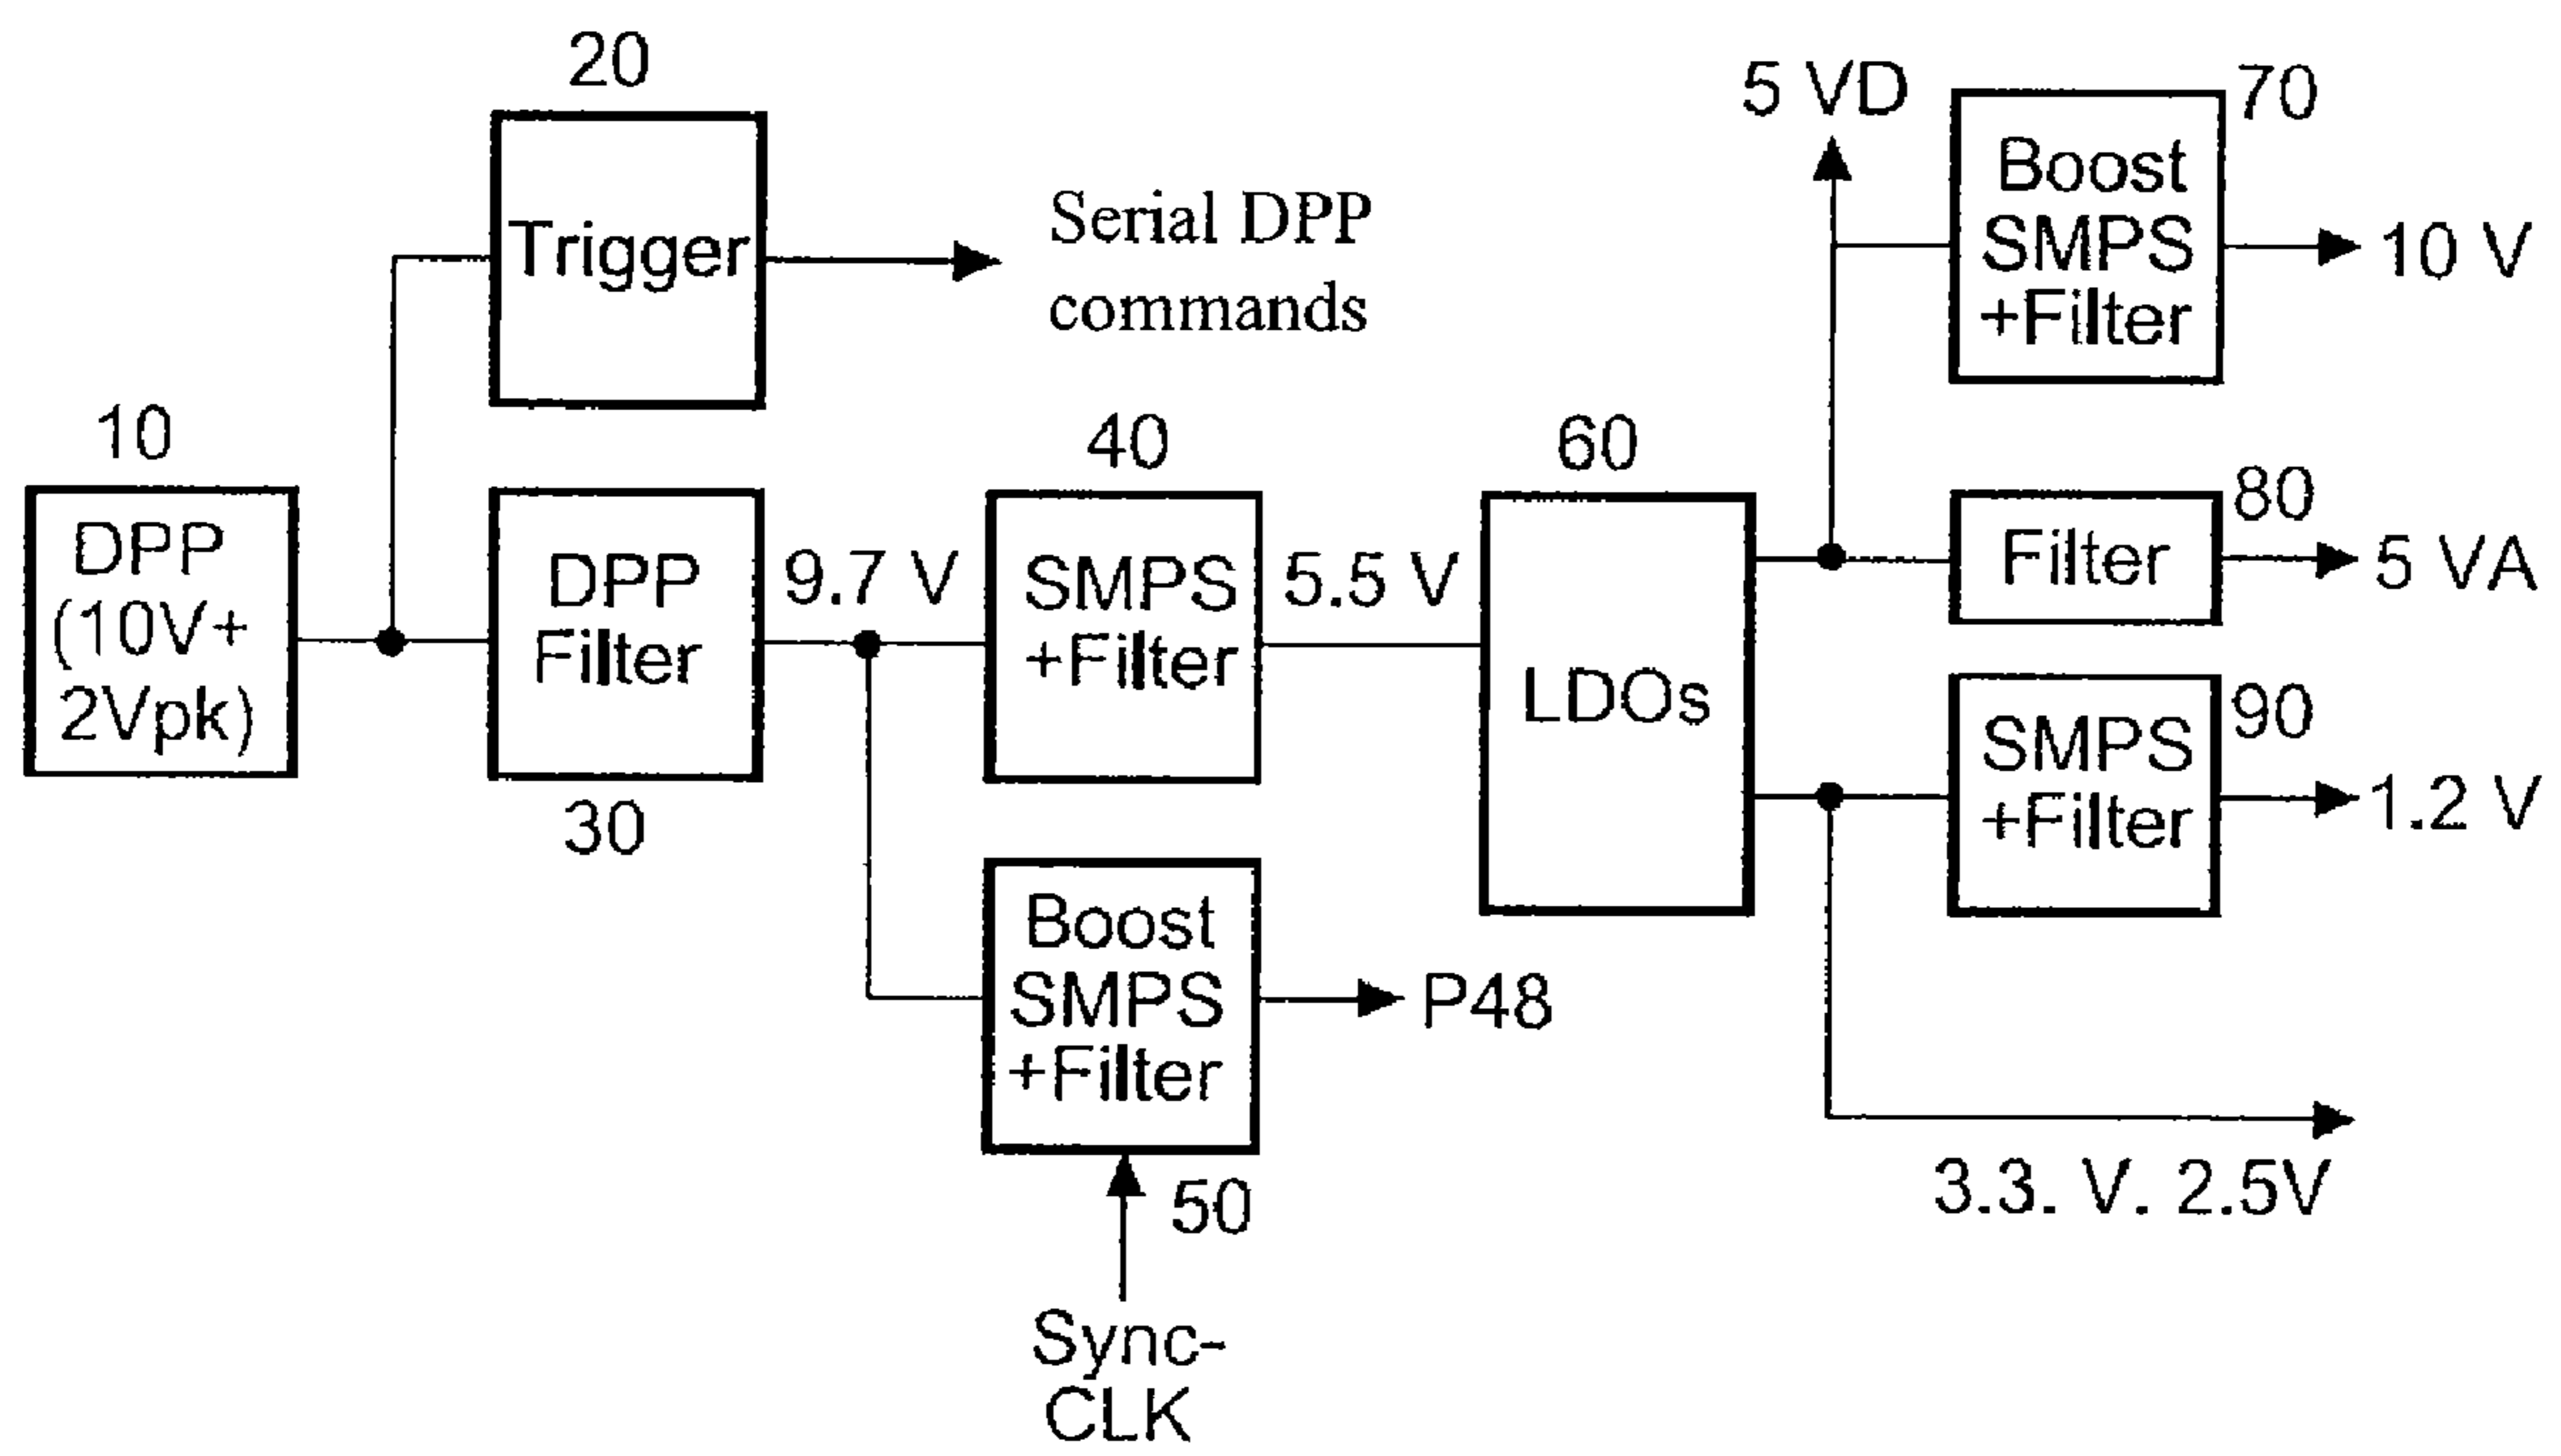 20
Trigger
Serial DPP
commands
10
DPP
(10V+
2Vpk)
DPP
Filter
30
9.7 V
40
SMPS
+Filter
5.5 V
Boost
SMPS
+Filter
50
P48
Sync-
CLK
60
LDOs
5 VD
70
Boost
SMPS
+Filter
10 V
80
Filter
5 VA
90
SMPS
+Filter
1.2 V
3.3. V. 2.5V